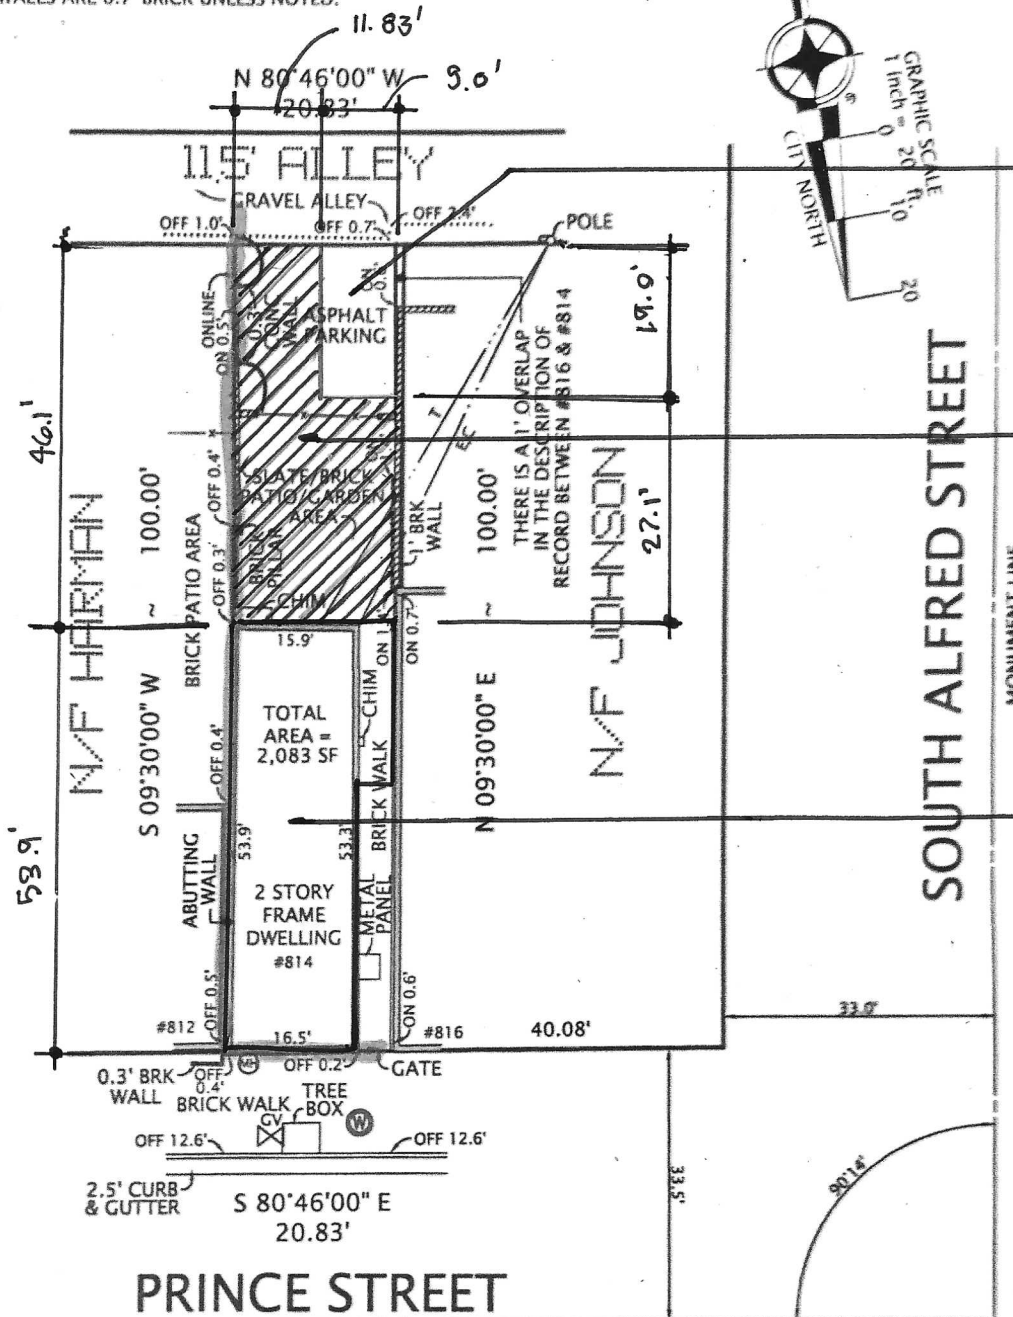 WALLS ARE 0.7' BRICK UNLESS NOTED.
11.83'
N 80°46'00" W
9.0'
20.83'
11.5' ALLEY
GRAVEL ALLEY
OFF 1.0'
OFF 0.7'
OFF 2.4'
POLE
GRAPHIC SCALE
1 inch = 20 ft.
0
10
20
CITY NORTH
ONLINE
ON 0.5'
0.3'
CONC
WALL
ASPHALT
PARKING
19.0'
46.1'
THERE IS A 1' OVERLAP
IN THE DESCRIPTION OF
RECORD BETWEEN #816 & #814
T
EC
27.1'
OFF 0.4'
SLATE/BRICK
PATIO/GARDEN
AREA
1' BRK
WALL
100.00'
100.00'
~
~
N/F HARMAN
N/F JOHNSON
SOUTH ALFRED STREET
MONUMENT LINE
BRICK PATIO AREA
OFF 0.3'
BRICK
PILLAR
CHIM
15.9'
ON 0.7'
S 09°30'00" W
N 09°30'00" E
TOTAL
AREA =
2,083 SF
CHIM
BRICK WALK
OFF 0.4'
53.9'
53.9'
53.3'
ABUTTING
WALL
2 STORY
FRAME
DWELLING
#814
METAL
PANEL
OFF 0.5'
ON 0.6'
#812
16.5'
#816
40.08'
33.0'
0.3' BRK
WALL
OFF
0.4'
MH
OFF 0.2'
GATE
BRICK WALK
TREE
BOX
GV
W
OFF 12.6'
OFF 12.6'
2.5' CURB
& GUTTER
S 80°46'00" E
20.83'
33.5'
90°14'
PRINCE STREET